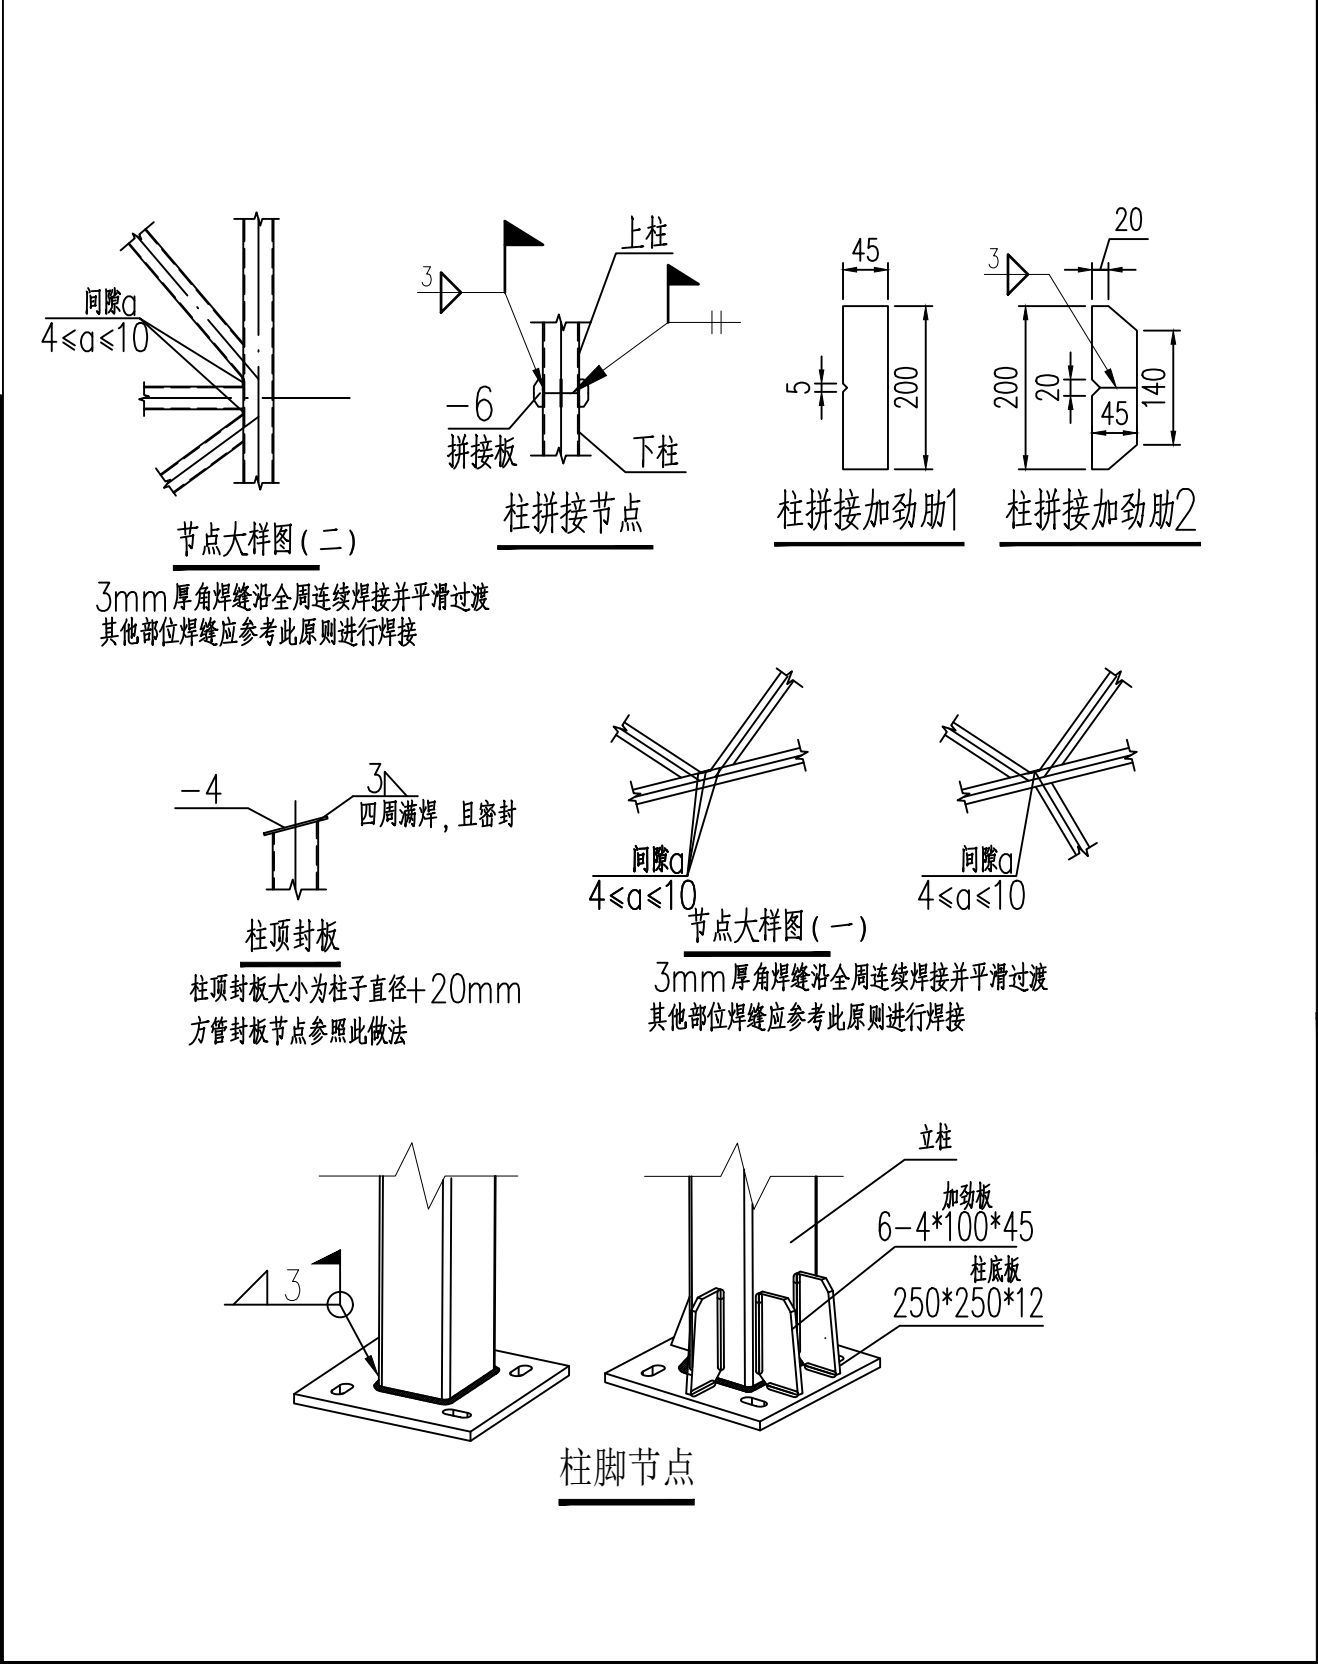 间隙a
4≤a≤10
节点大样图(二)
3mm厚角焊缝沿全周连续焊接并平滑过渡
其他部位焊缝应参考此原则进行焊接
3
上柱
-6
拼接板
下柱
柱拼接节点
45
5
200
柱拼接加劲肋1
20
3
200
20
45
140
柱拼接加劲肋2
-4
3
四周满焊,且密封
柱顶封板
柱顶封板大小为柱子直径+20mm
方管封板节点参照此做法
间隙a
4≤a≤10
间隙a
4≤a≤10
节点大样图(一)
3mm厚角焊缝沿全周连续焊接并平滑过渡
其他部位焊缝应参考此原则进行焊接
3
立柱
加劲板
6-4*100*45
柱底板
250*250*12
柱脚节点